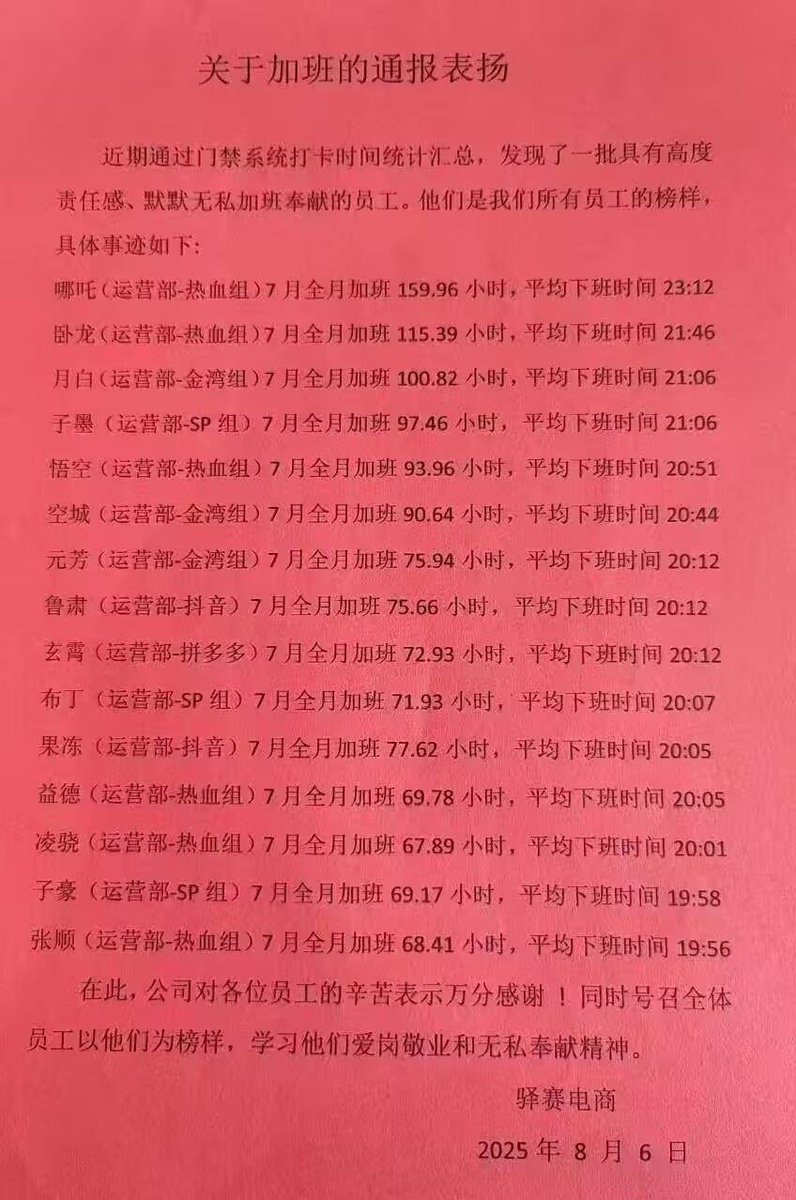 关于加班的通报表扬
近期通过门禁系统打卡时间统计汇总，发现了一批具有高度
责任感、默默无私加班奉献的员工。他们是我们所有员工的榜样，
具体事迹如下:
哪吒（运营部-热血组）7 月全月加班 159.96 小时，平均下班时间 23:12
卧龙（运营部-热血组）7 月全月加班 115.39 小时，平均下班时间 21:46
月白（运营部-金湾组）7 月全月加班 100.82 小时，平均下班时间 21:06
子墨（运营部-SP 组）7 月全月加班 97.46 小时，平均下班时间 21:06
悟空（运营部-热血组）7 月全月加班 93.96 小时，平均下班时间 20:51
空城（运营部-金湾组）7 月全月加班 90.64 小时，平均下班时间 20:44
元芳（运营部-金湾组）7 月全月加班 75.94 小时，平均下班时间 20:12
鲁肃（运营部-抖音）7 月全月加班 75.66 小时，平均下班时间 20:12
玄霄（运营部-拼多多）7 月全月加班 72.93 小时，平均下班时间 20:12
布丁（运营部-SP 组）7 月全月加班 71.93 小时，平均下班时间 20:07
果冻（运营部-抖音）7 月全月加班 77.62 小时，平均下班时间 20:05
益德（运营部-热血组）7 月全月加班 69.78 小时，平均下班时间 20:05
凌骁（运营部-热血组）7 月全月加班 67.89 小时，平均下班时间 20:01
子豪（运营部-SP 组）7 月全月加班 69.17 小时，平均下班时间 19:58
张顺（运营部-热血组）7 月全月加班 68.41 小时，平均下班时间 19:56
在此，公司对各位员工的辛苦表示万分感谢！同时号召全体
员工以他们为榜样，学习他们爱岗敬业和无私奉献精神。
驿赛电商
2025 年 8 月 6 日